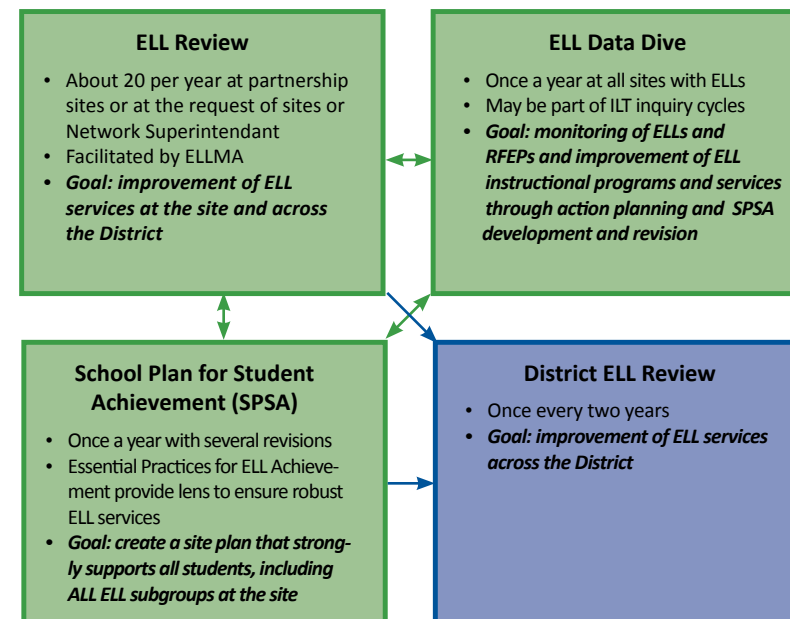 ELL Review
• About 20 per year at partnership
sites or at the request of sites or
Network Superintendant
• Facilitated by ELLMA
• Goal: improvement of ELL
services at the site and across
the District
ELL Data Dive
• Once a year at all sites with ELLs
• May be part of ILT inquiry cycles
• Goal: monitoring of ELLs and
RFEPs and improvement of ELL
instructional programs and services
through action planning and SPSA
development and revision
School Plan for Student
Achievement (SPSA)
• Once a year with several revisions
• Essential Practices for ELL Achieve-
ment provide lens to ensure robust
ELL services
• Goal: create a site plan that strong-
ly supports all students, including
ALL ELL subgroups at the site
District ELL Review
• Once every two years
• Goal: improvement of ELL services
across the District